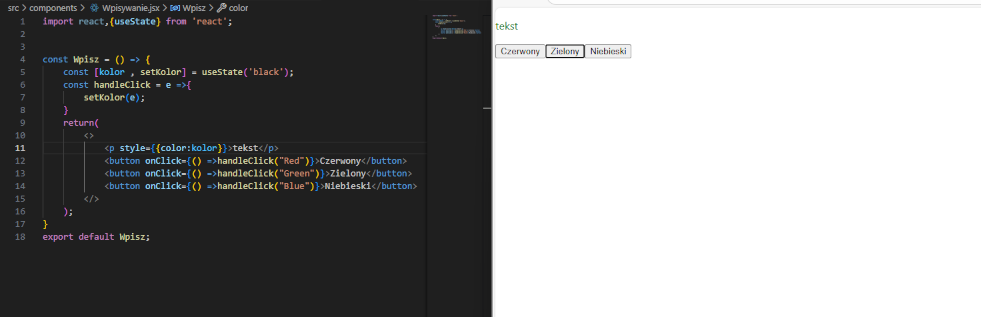 src > components > Wpisywanie.jsx > Wpisz > color
1 import react,{useState} from 'react';
2
3
4 const Wpisz = () => {
5 const [kolor , setKolor] = useState('black');
6 const handleClick = e =>{
7 setKolor(e);
8 }
9 return(
10 <>
11 <p style={{color:kolor}}>tekst</p>
12 <button onClick={() =>handleClick("Red")}>Czerwony</button>
13 <button onClick={() =>handleClick("Green")}>Zielony</button>
14 <button onClick={() =>handleClick("Blue")}>Niebieski</button>
15 </>
16 );
17 }
18 export default Wpisz;
tekst
Czerwony Zielony Niebieski